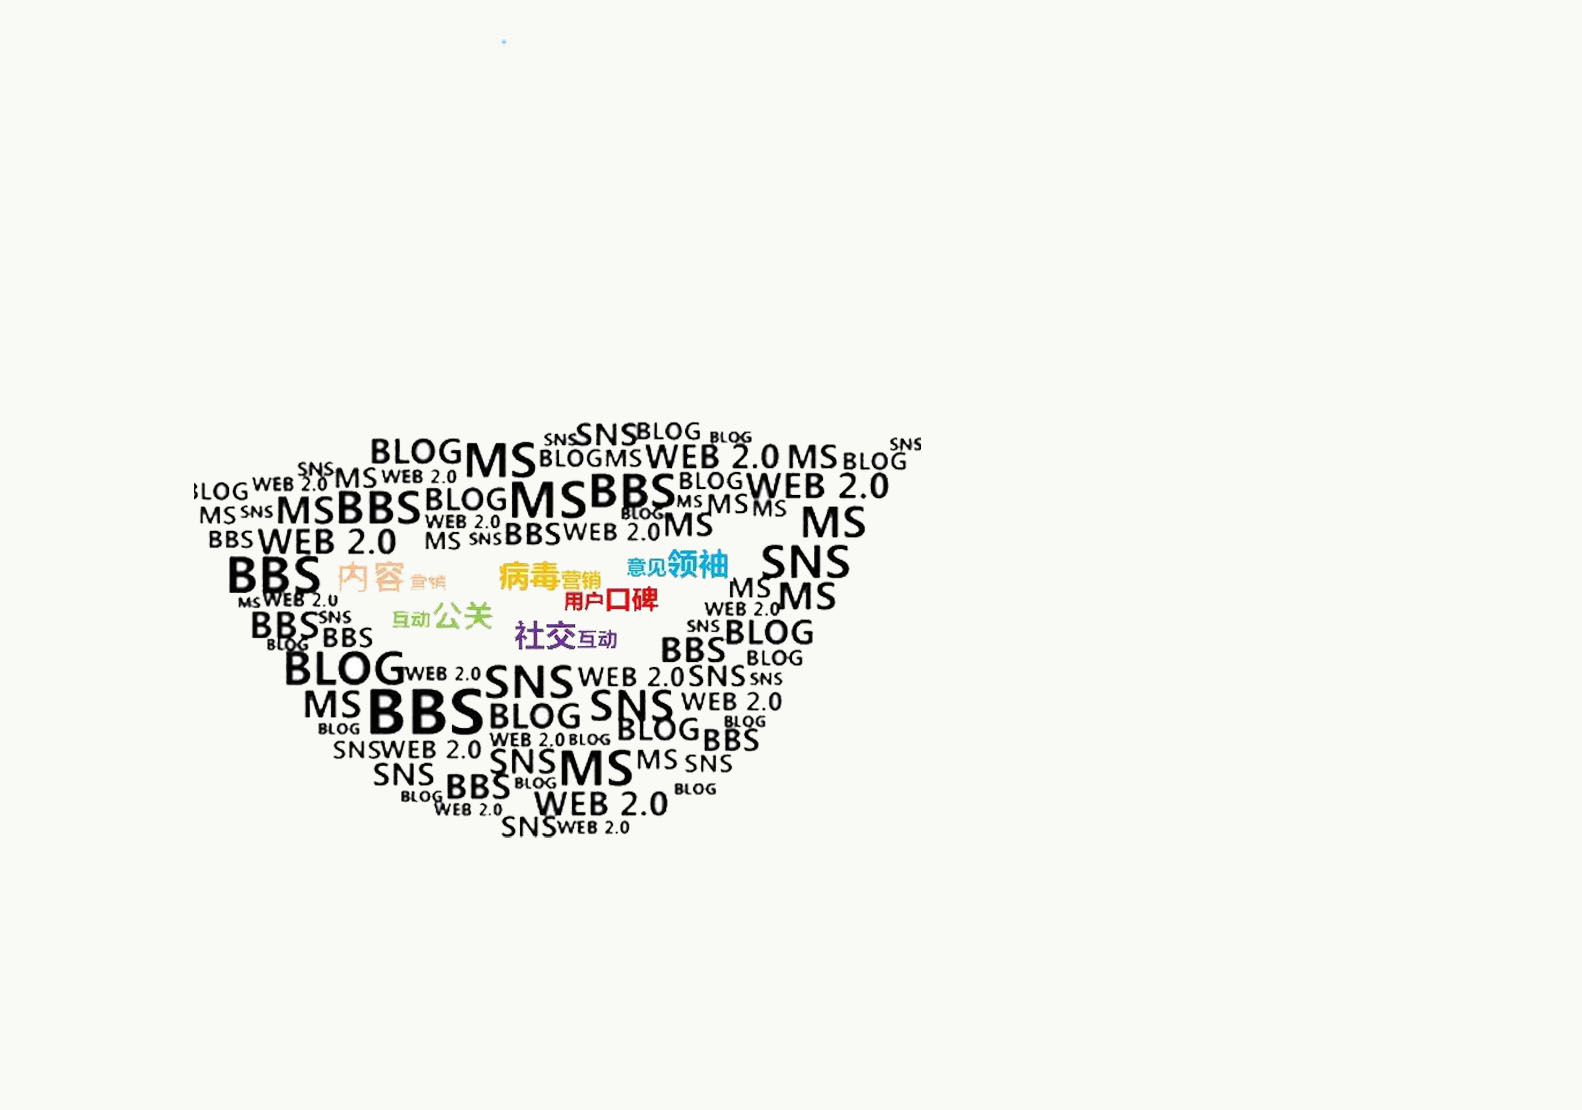 SNS SNS BLOG BLOG SNS
BLOG MS BLOG MS WEB 2.0 MS BLOG
SNS MS WEB 2.0 BLOG WEB 2.0
BLOG WEB 2.0 MS BBS BLOG MS BBS MS MS MS
MS SNS WEB 2.0 BLOG MS MS
BBS WEB 2.0 MS SNS BBS WEB 2.0
BBS 内容营销 病毒营销 意见领袖 SNS
MS WEB 2.0 用户口碑 MS MS
BBS SNS 互动公关 WEB 2.0
BLOG BBS 社交互动 SNS BLOG
BBS BLOG
BLOG WEB 2.0 SNS WEB 2.0 SNS SNS
MS BBS BLOG SNS WEB 2.0
BLOG BLOG BLOG BBS
SNS WEB 2.0 WEB 2.0 BLOG
SNS SNS MS MS SNS
BLOG BBS BLOG BLOG
WEB 2.0 WEB 2.0
SNS WEB 2.0